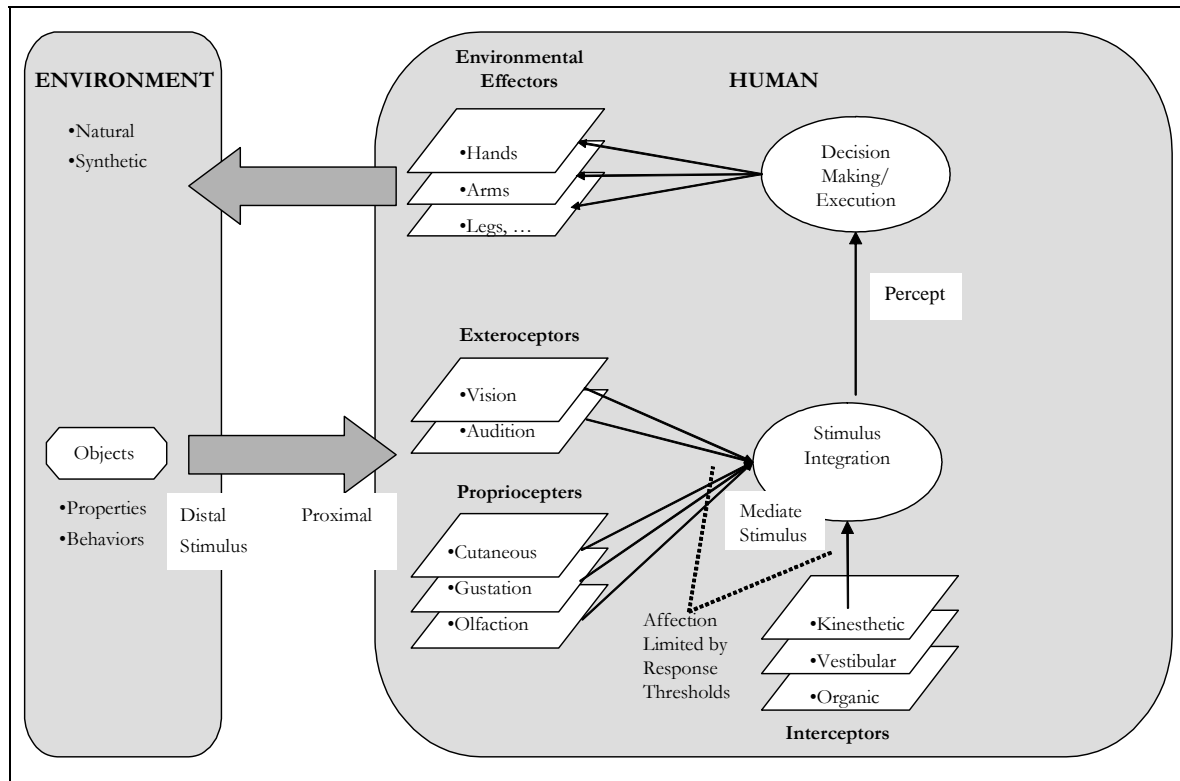 ENVIRONMENT
•Natural
•Synthetic
Objects
•Properties
•Behaviors
Distal
Stimulus
Proximal
HUMAN
Environmental
Effectors
•Hands
•Arms
•Legs, …
Decision
Making/
Execution
Percept
Exteroceptors
•Vision
•Audition
Stimulus
Integration
Propriocepters
•Cutaneous
•Gustation
•Olfaction
Mediate
Stimulus
Affection
Limited by
Response
Thresholds
•Kinesthetic
•Vestibular
•Organic
Interceptors